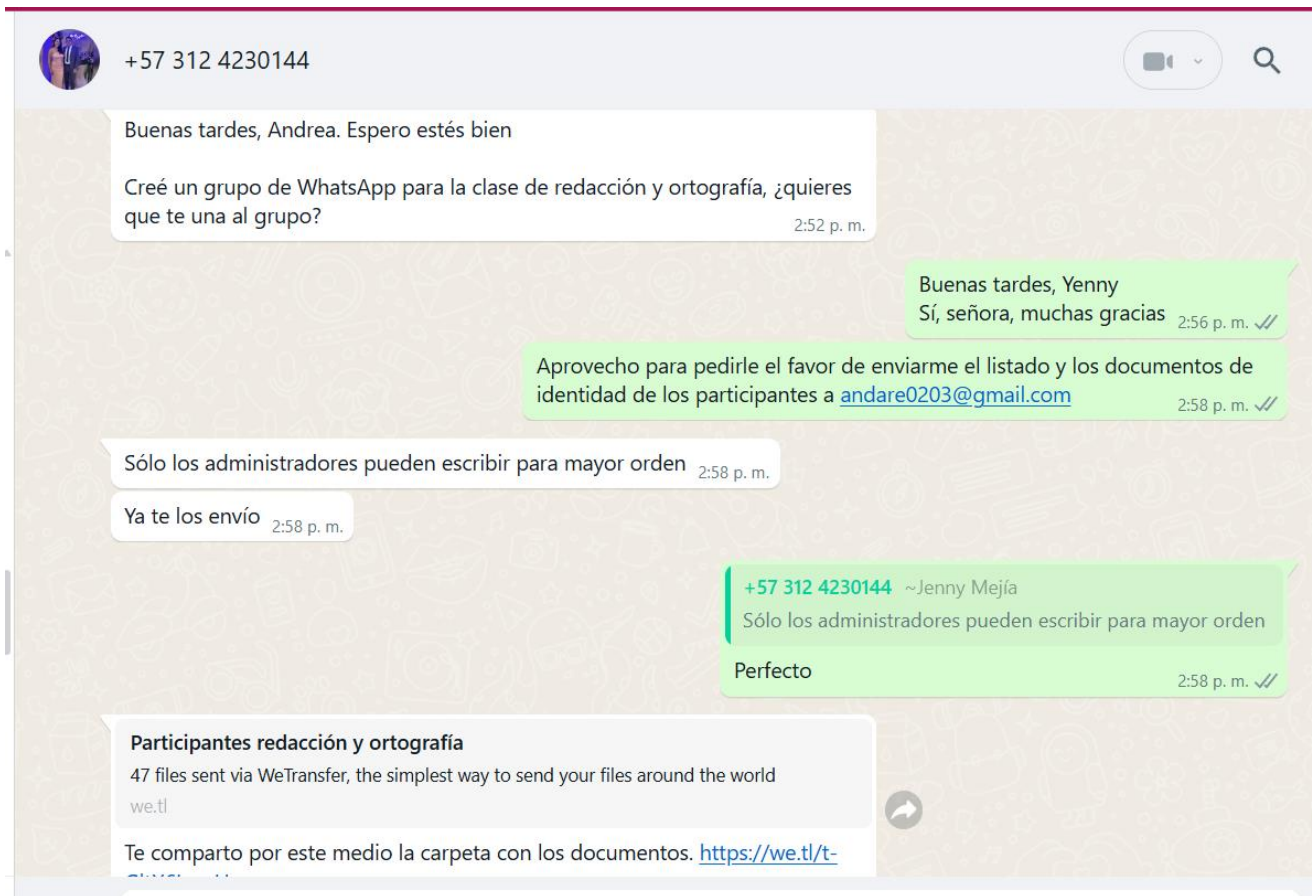 +57 312 4230144
Buenas tardes, Andrea. Espero estés bien
Creé un grupo de WhatsApp para la clase de redacción y ortografía, ¿quieres
que te una al grupo?
2:52 p. m.
Buenas tardes, Yenny
Sí, señora, muchas gracias 2:56 p. m.
Aprovecho para pedirle el favor de enviarme el listado y los documentos de
identidad de los participantes a andare0203@gmail.com 2:58 p. m.
Sólo los administradores pueden escribir para mayor orden 2:58 p. m.
Ya te los envío 2:58 p. m.
+57 312 4230144 ~Jenny Mejía
Sólo los administradores pueden escribir para mayor orden
Perfecto 2:58 p. m.
Participantes redacción y ortografía
47 files sent via WeTransfer, the simplest way to send your files around the world
we.tl
Te comparto por este medio la carpeta con los documentos. https://we.tl/t-